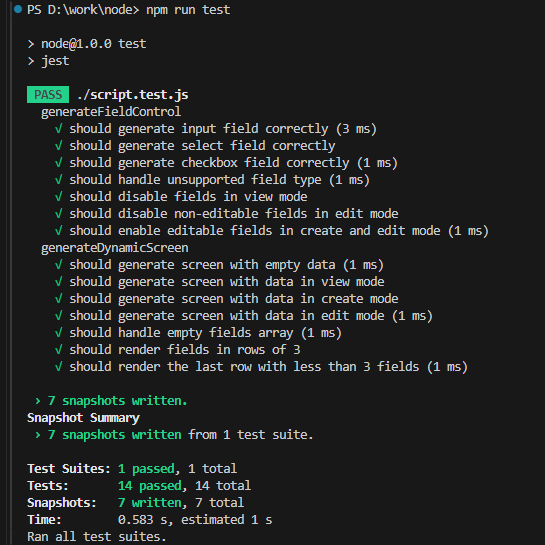 PS D:\work\node> npm run test
> node@1.0.0 test
> jest
PASS ./script.test.js
generateFieldControl
√ should generate input field correctly (3 ms)
√ should generate select field correctly
√ should generate checkbox field correctly (1 ms)
√ should handle unsupported field type (1 ms)
√ should disable fields in view mode
√ should disable non-editable fields in edit mode
√ should enable editable fields in create and edit mode (1 ms)
generateDynamicScreen
√ should generate screen with empty data (1 ms)
√ should generate screen with data in view mode
√ should generate screen with data in create mode
√ should generate screen with data in edit mode (1 ms)
√ should handle empty fields array (1 ms)
√ should render fields in rows of 3
√ should render the last row with less than 3 fields (1 ms)
› 7 snapshots written.
Snapshot Summary
› 7 snapshots written from 1 test suite.
Test Suites: 1 passed, 1 total
Tests: 14 passed, 14 total
Snapshots: 7 written, 7 total
Time: 0.583 s, estimated 1 s
Ran all test suites.